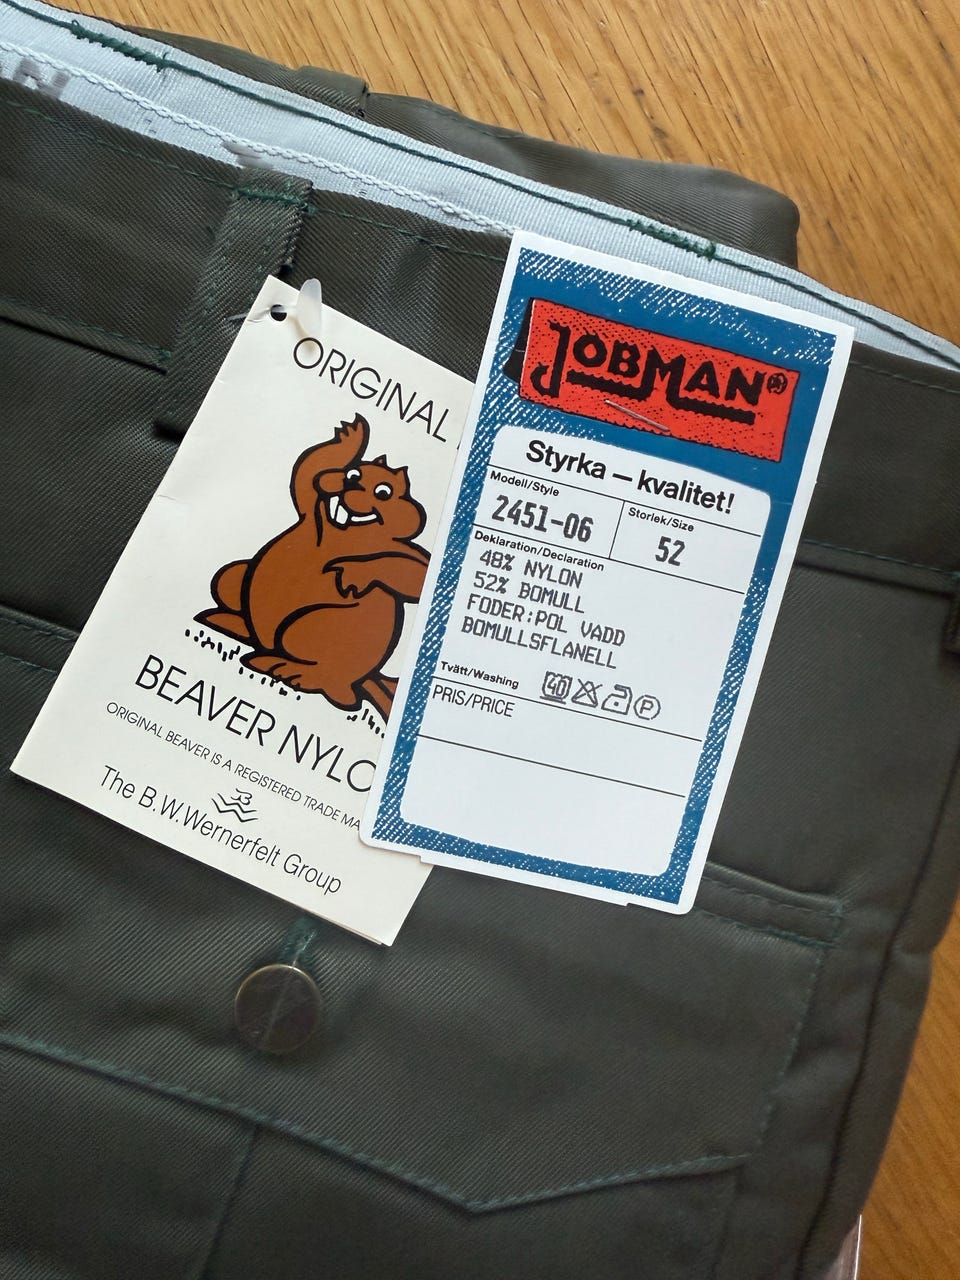 ORIGINAL
BEAVER NYLO
ORIGINAL BEAVER IS A REGISTERED TRADE MA
The B.W.Wernerfelt Group
JOBMAN®
Styrka – kvalitet!
Modell/Style
2451-06
Storlek/Size
52
Deklaration/Declaration
48% NYLON
52% BOMULL
FODER:POL VADD
BOMULLSFLANELL
Tvätt/Washing 40 P
PRIS/PRICE